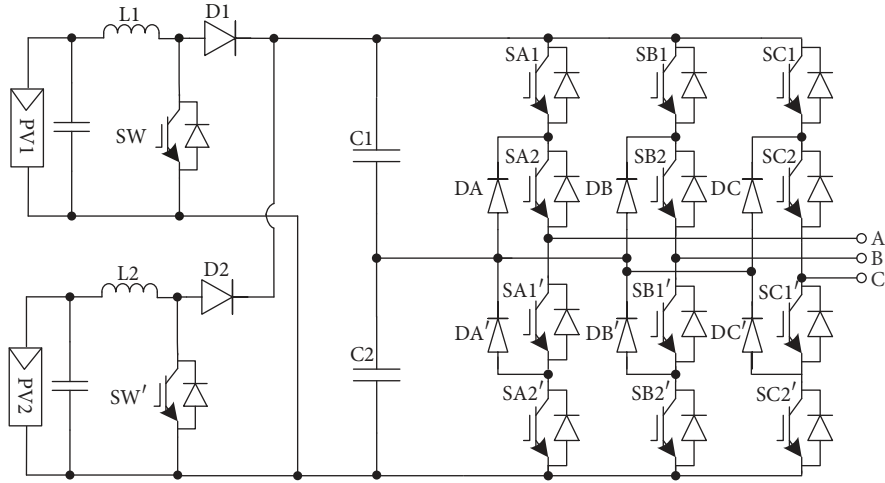 L1
D1
PV1
SW
C1
SA1
SB1
SC1
SA2
SB2
SC2
DA
DB
DC
A
B
C
L2
D2
PV2
SW′
C2
SA1′
SB1′
SC1′
DA′
DB′
DC′
SA2′
SB2′
SC2′